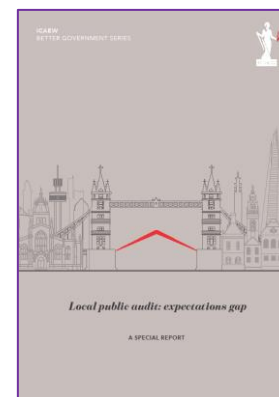 ICAEW
BETTER GOVERNMENT SERIES
Local public audit: expectations gap
A SPECIAL REPORT